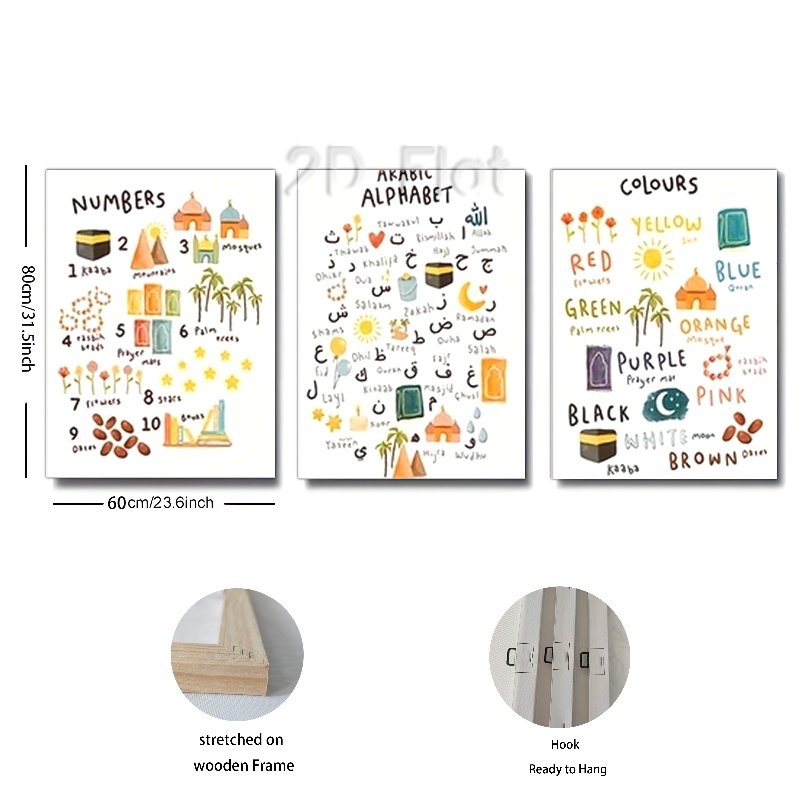 2D Flat
80cm/31.5inch
NUMBERS
1 Kaaba
2 mountains
3 Mosques
4 tasbih beads
5 Prayer mats
6 Palm trees
7 flowers
8 stars
9 Dates
10 Books
60cm/23.6inch
ARABIC
ALPHABET
الله
Allah
ب
Bismillah
ت
Tawwakul
ث
Thawab
ج
Jummah
ح
Hajj
خ
Khalifa
Dhikr
Dua
Salaam
Zakah
ر
Ramadan
ش
shams
Tareeq
ض
Duha
ص
Salah
ع
Eid
Dhil
ق
Quran
ف
Fajr
غ
Ghusl
ل
Layl
ك
Kitaab
م
masjid
ن
Noor
ي
Yaseen
ه
Hijra
و
Wudhu
COLOURS
YELLOW
Sun
RED
flowers
BLUE
Quran
GREEN
Palm trees
ORANGE
Mosque
PURPLE
Prayer mat
tasbih
beads
PINK
BLACK
Kaaba
WHITE
Moon
BROWN
Dates
stretched on
wooden Frame
Hook
Ready to Hang